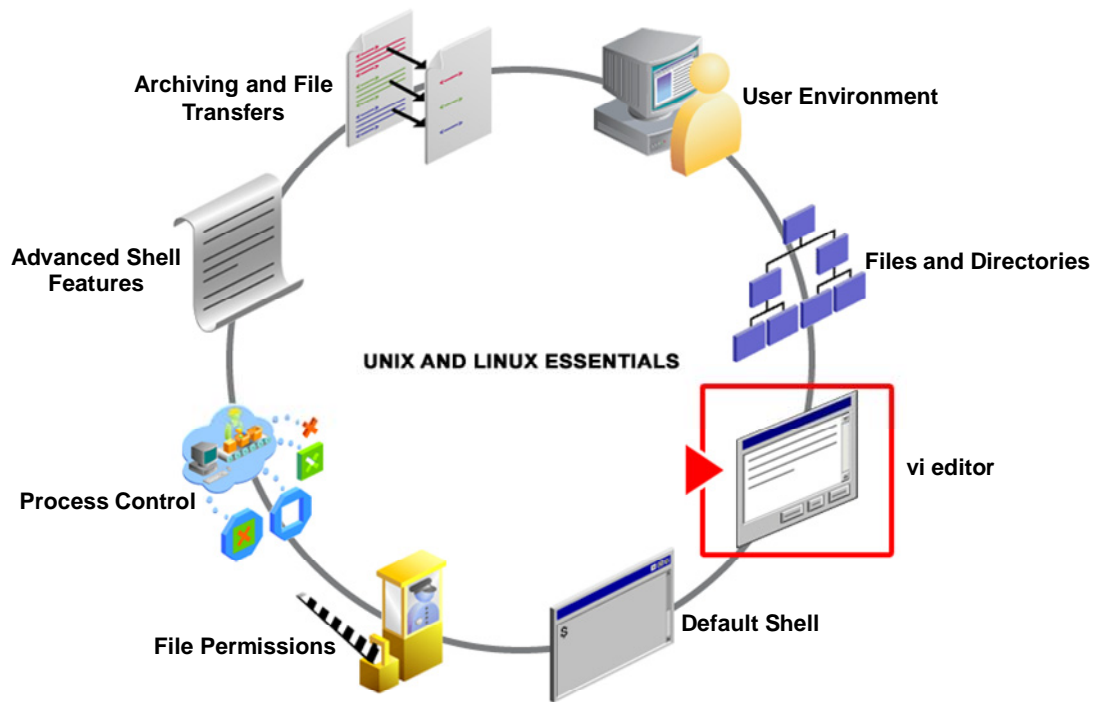 Archiving and File
Transfers
User Environment
Advanced Shell
Features
Files and Directories
UNIX AND LINUX ESSENTIALS
vi editor
Process Control
$
Default Shell
File Permissions